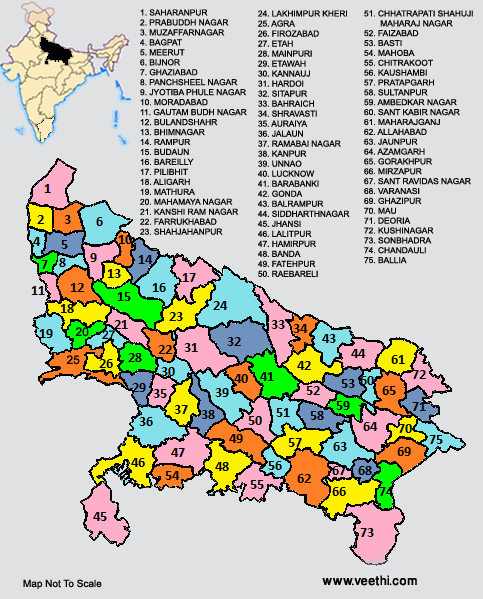 1. SAHARANPUR
2. PRABUDDH NAGAR
3. MUZAFFARNAGAR
4. BAGPAT
5. MEERUT
6. BIJNOR
7. GHAZIABAD
8. PANCHSHEEL NAGAR
9. JYOTIBA PHULE NAGAR
10. MORADABAD
11. GAUTAM BUDH NAGAR
12. BULANDSHAHR
13. BHIMNAGAR
14. RAMPUR
15. BUDAUN
16. BAREILLY
17. PILIBHIT
18. ALIGARH
19. MATHURA
20. MAHAMAYA NAGAR
21. KANSHI RAM NAGAR
22. FARRUKHABAD
23. SHAHJAHANPUR
24. LAKHIMPUR KHERI
25. AGRA
26. FIROZABAD
27. ETAH
28. MAINPURI
29. ETAWAH
30. KANNAUJ
31. HARDOI
32. SITAPUR
33. BAHRAICH
34. SHRAVASTI
35. AURAIYA
36. JALAUN
37. RAMABAI NAGAR
38. KANPUR
39. UNNAO
40. LUCKNOW
41. BARABANKI
42. GONDA
43. BALRAMPUR
44. SIDDHARTHNAGAR
45. JHANSI
46. LALITPUR
47. HAMIRPUR
48. BANDA
49. FATEHPUR
50. RAEBARELI
51. CHHATRAPATI SHAHUJI
MAHARAJ NAGAR
52. FAIZABAD
53. BASTI
54. MAHOBA
55. CHITRAKOOT
56. KAUSHAMBI
57. PRATAPGARH
58. SULTANPUR
59. AMBEDKAR NAGAR
60. SANT KABIR NAGAR
61. MAHARAJGANJ
62. ALLAHABAD
63. JAUNPUR
64. AZAMGARH
65. GORAKHPUR
66. MIRZAPUR
67. SANT RAVIDAS NAGAR
68. VARANASI
69. GHAZIPUR
70. MAU
71. DEORIA
72. KUSHINAGAR
73. SONBHADRA
74. CHANDAULI
75. BALLIA
1
2
3
6
4
5
7
8
9
10
14
13
11
12
16
17
15
24
18
23
19
20
21
27
22
31
32
33
34
43
44
61
72
25
26
28
30
29
35
39
40
41
42
52
53
60
65
71
36
37
38
50
51
58
59
64
70
75
46
47
49
57
63
69
54
48
55
56
62
67
68
74
66
45
73
Map Not To Scale
www.veethi.com